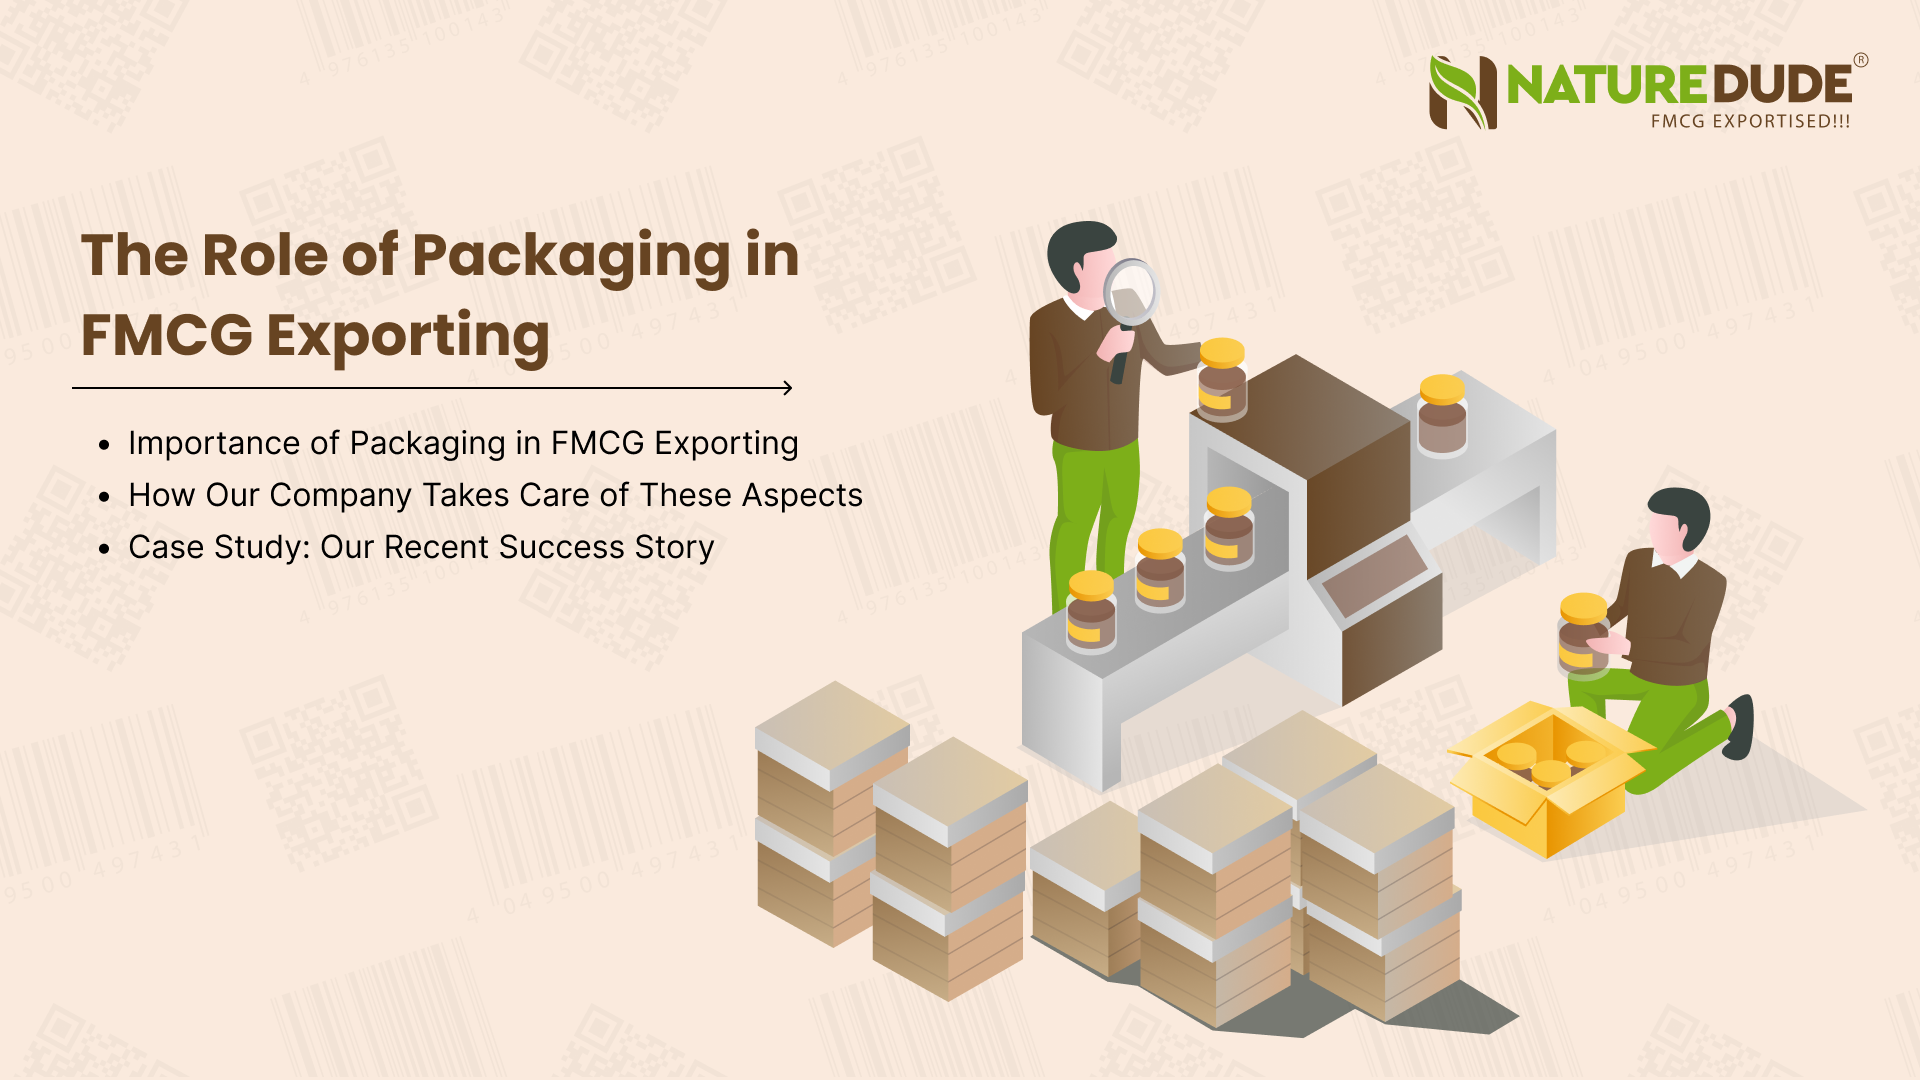 NATUREDUDE®
FMCG EXPORTISED!!!
The Role of Packaging in
FMCG Exporting
• Importance of Packaging in FMCG Exporting
• How Our Company Takes Care of These Aspects
• Case Study: Our Recent Success Story